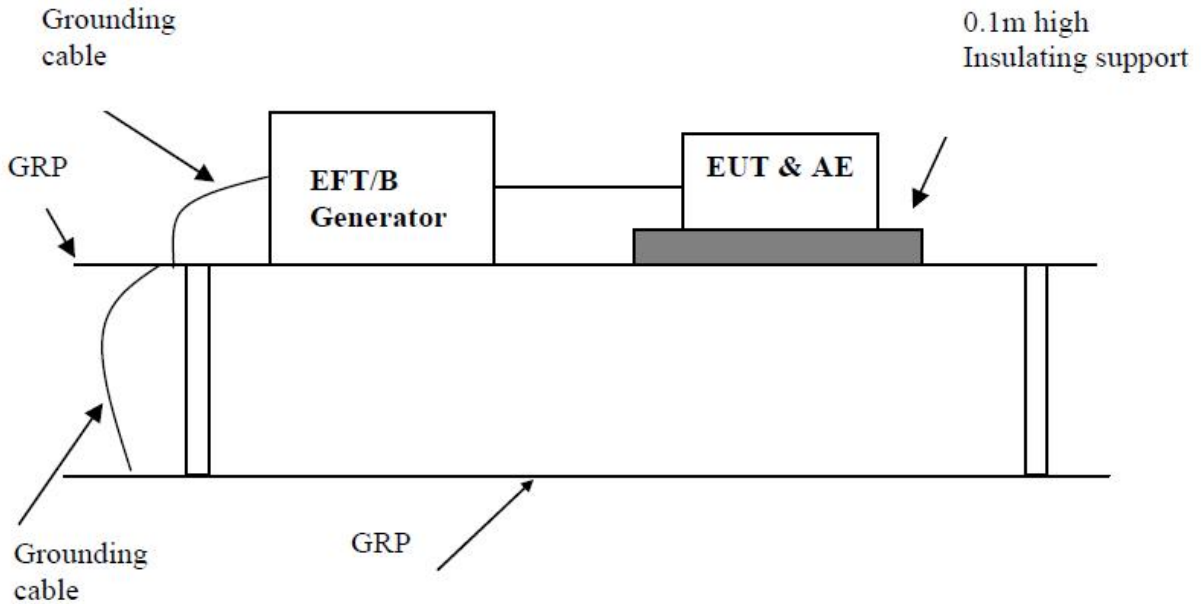 Grounding
cable
0.1m high
Insulating support
GRP
EFT/B
Generator
EUT & AE
Grounding
cable
GRP